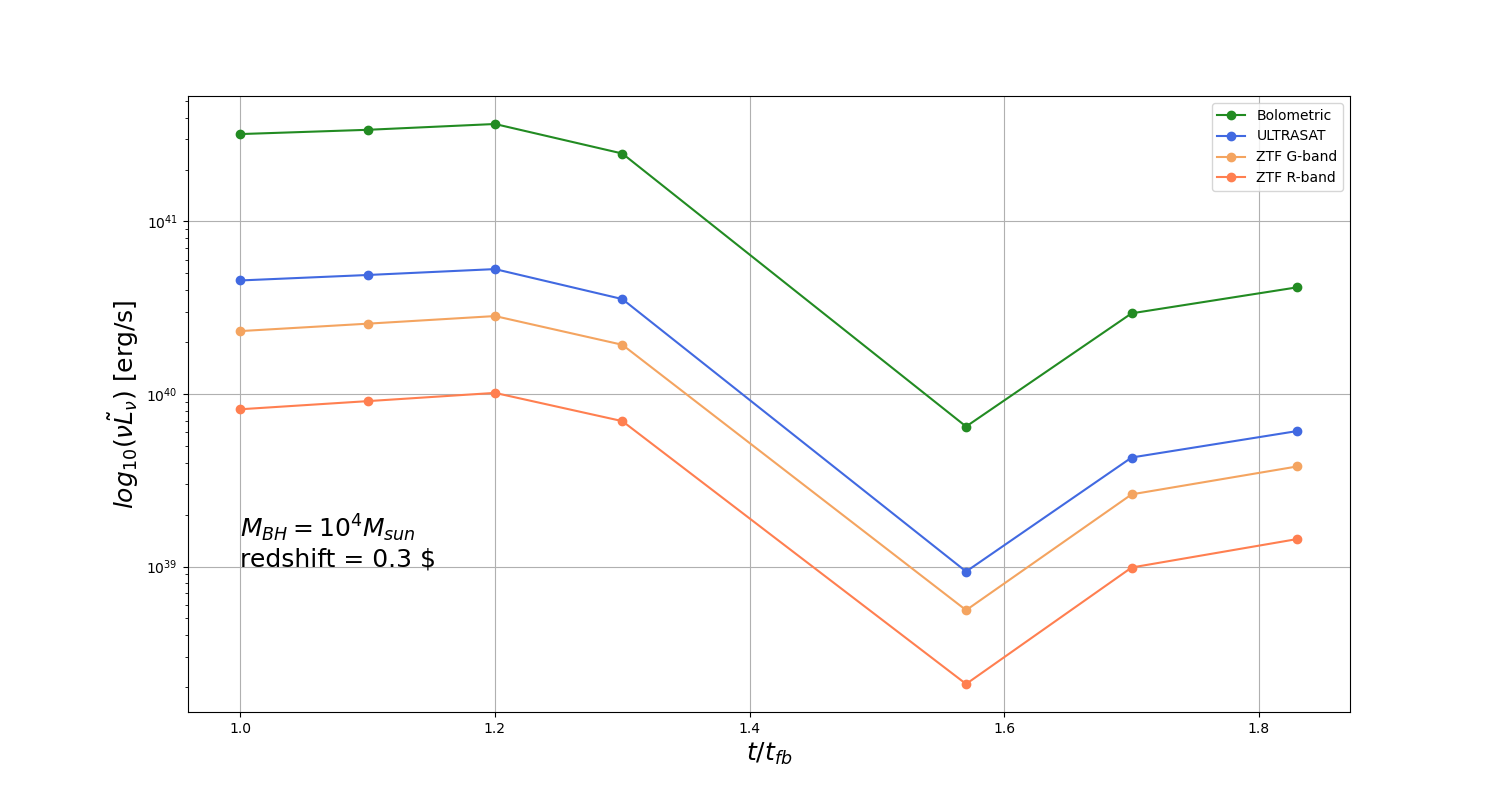 Bolometric
ULTRASAT
ZTF G-band
ZTF R-band
10^41
10^40
10^39
log_10(νL̃_ν) [erg/s]
M_BH = 10^4 M_sun
redshift = 0.3 $
1.0 1.2 1.4 1.6 1.8
t/t_fb